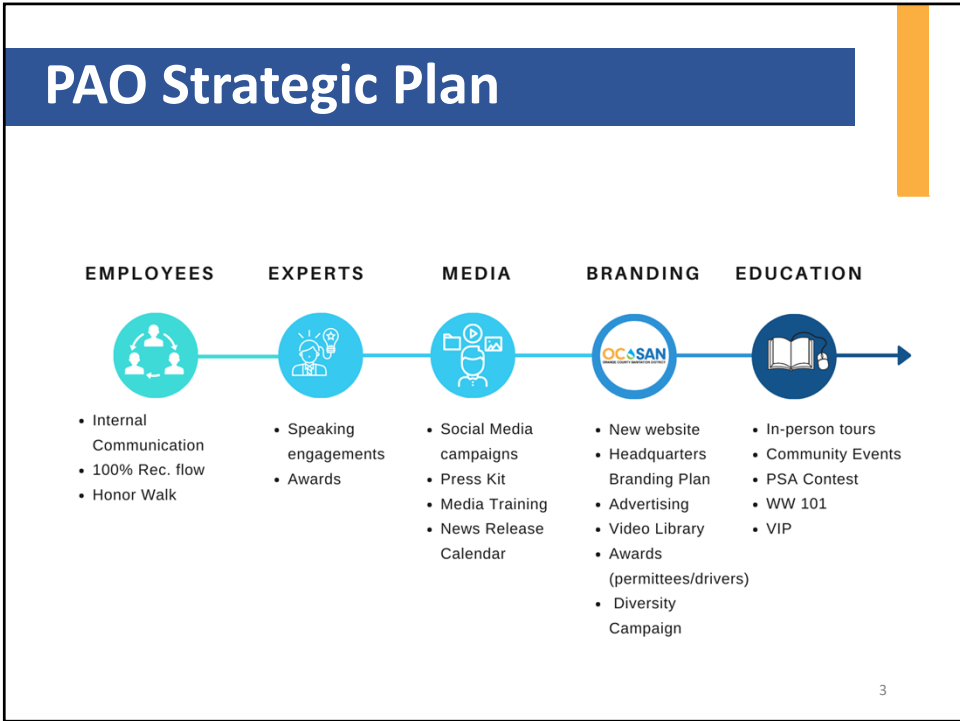 PAO Strategic Plan
EMPLOYEES
• Internal
Communication
• 100% Rec. flow
• Honor Walk
EXPERTS
• Speaking
engagements
• Awards
MEDIA
• Social Media
campaigns
• Press Kit
• Media Training
• News Release
Calendar
BRANDING
OC SAN
ORANGE COUNTY SANITATION DISTRICT
• New website
• Headquarters
Branding Plan
• Advertising
• Video Library
• Awards
(permittees/drivers)
• Diversity
Campaign
EDUCATION
• In-person tours
• Community Events
• PSA Contest
• WW 101
• VIP
3